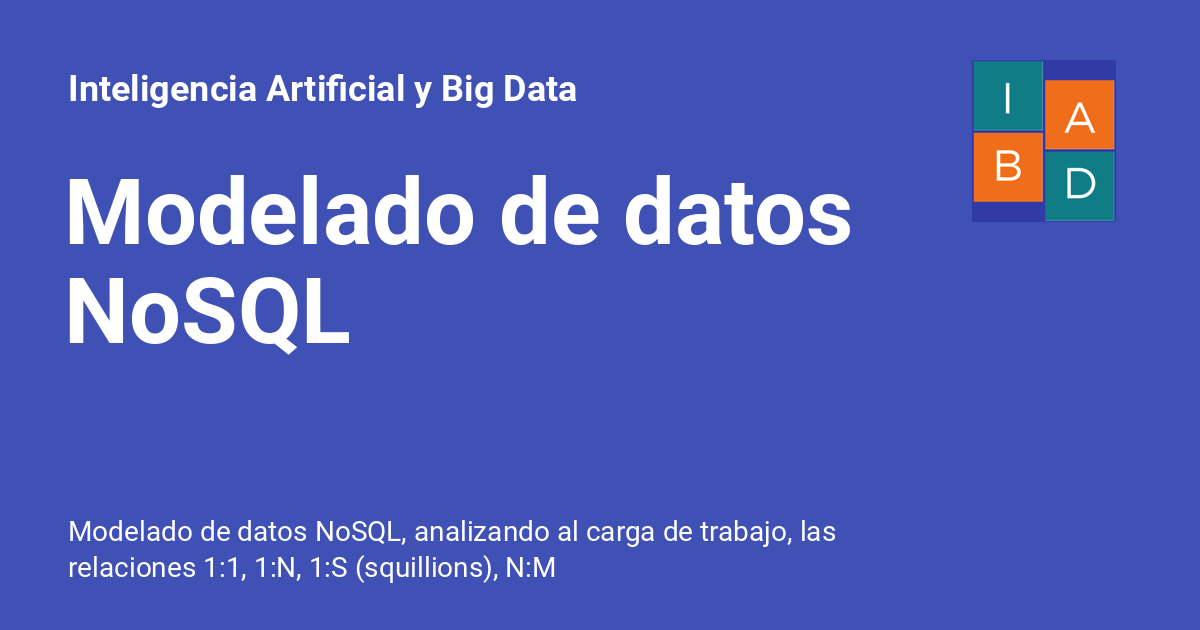 Inteligencia Artificial y Big Data
I
A
B
D
Modelado de datos
NoSQL
Modelado de datos NoSQL, analizando al carga de trabajo, las
relaciones 1:1, 1:N, 1:S (squillions), N:M